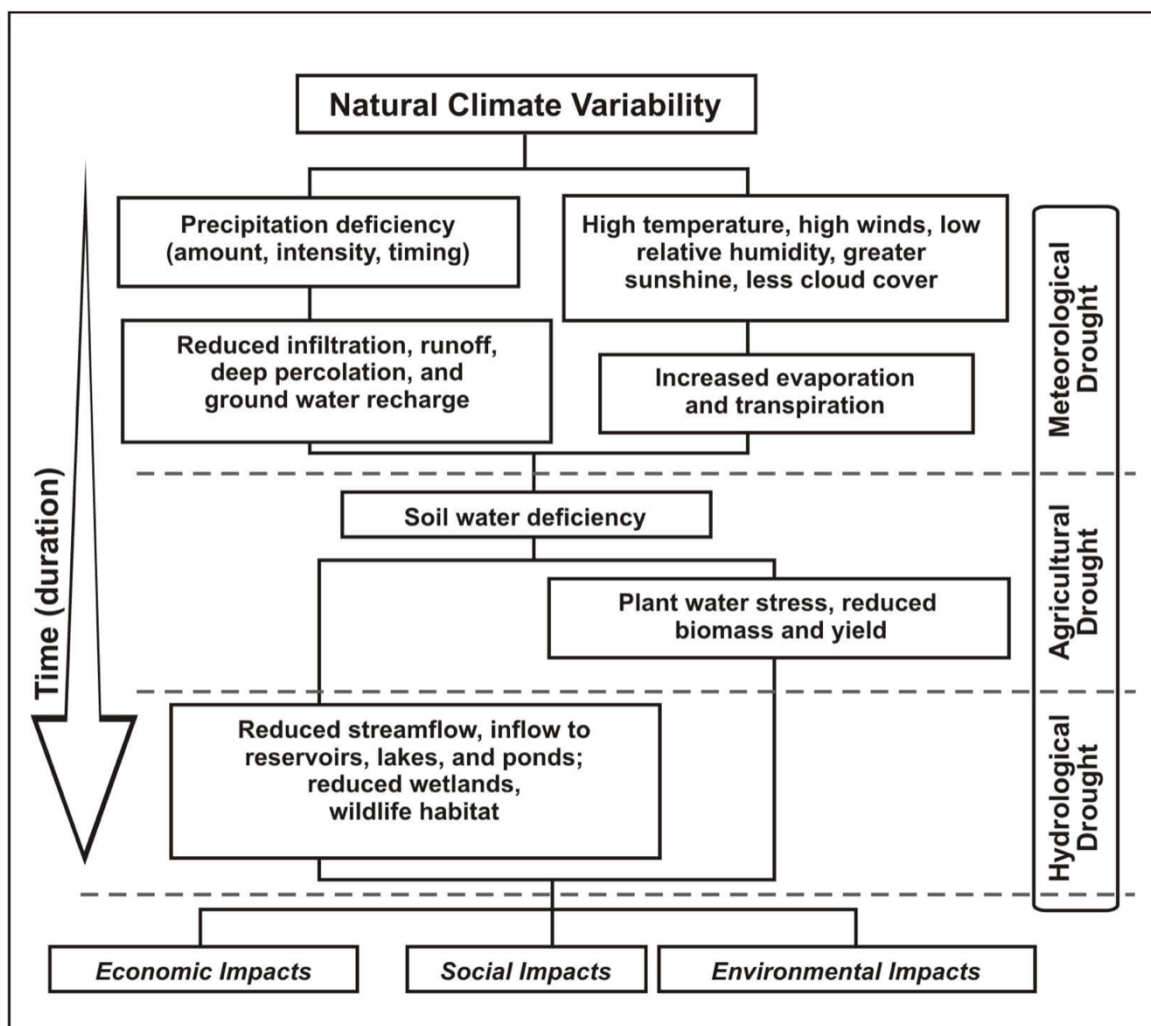 Natural Climate Variability
Precipitation deficiency
(amount, intensity, timing)
High temperature, high winds, low
relative humidity, greater
sunshine, less cloud cover
Reduced infiltration, runoff,
deep percolation, and
ground water recharge
Increased evaporation
and transpiration
Meteorological
Drought
Time (duration)
Soil water deficiency
Plant water stress, reduced
biomass and yield
Agricultural
Drought
Reduced streamflow, inflow to
reservoirs, lakes, and ponds;
reduced wetlands,
wildlife habitat
Hydrological
Drought
Economic Impacts
Social Impacts
Environmental Impacts